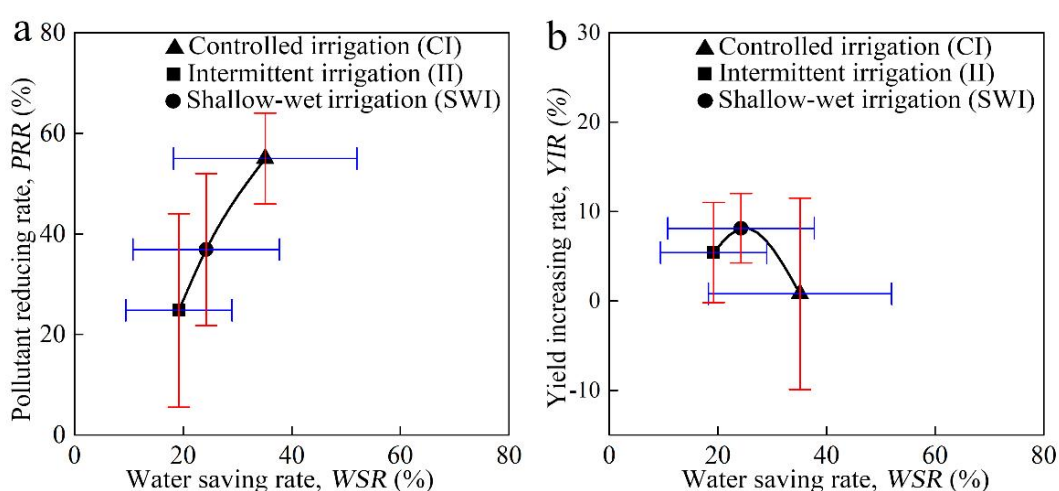 a
Controlled irrigation (CI)
Intermittent irrigation (II)
Shallow-wet irrigation (SWI)
80
60
40
20
0
Pollutant reducing rate, PRR (%)
20
40
60
80
Water saving rate, WSR (%)
b
Controlled irrigation (CI)
Intermittent irrigation (II)
Shallow-wet irrigation (SWI)
30
20
10
0
-10
Yield increasing rate, YIR (%)
0
20
40
60
80
Water saving rate, WSR (%)